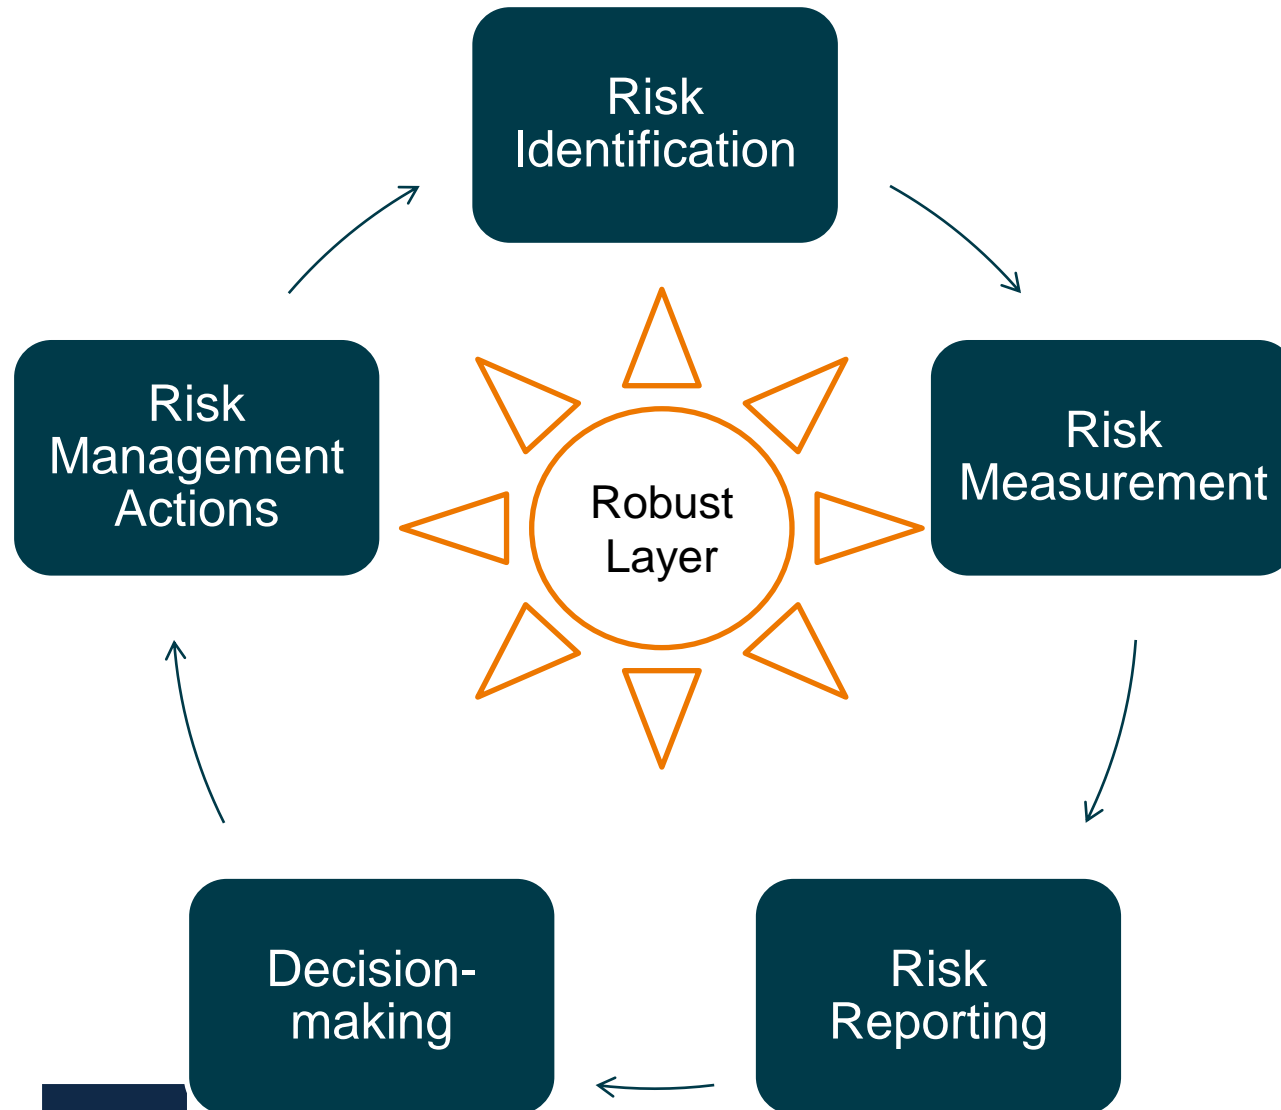 Risk
Identification
Risk
Management
Actions
Risk
Measurement
Robust
Layer
Decision-
making
Risk
Reporting